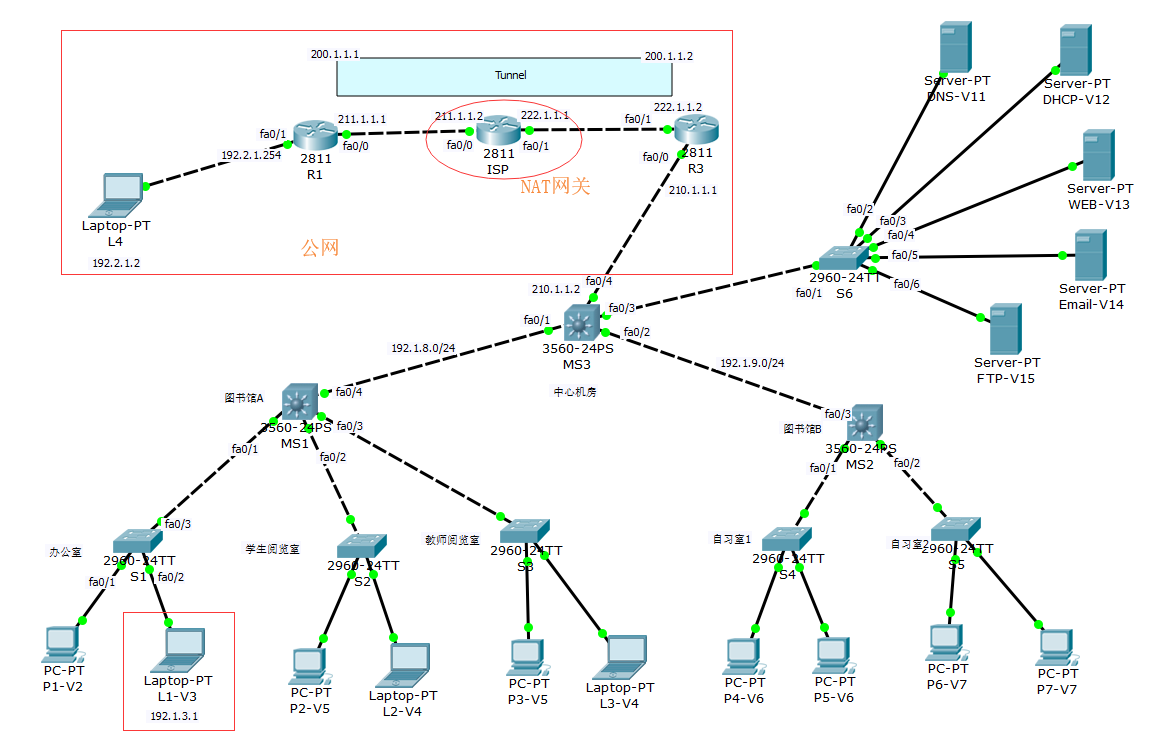 200.1.1.1
200.1.1.2
Tunnel
211.1.1.1
211.1.1.2
222.1.1.1
222.1.1.2
fa0/1
fa0/0
fa0/0
fa0/1
fa0/1
fa0/0
192.2.1.254
2811
R1
2811
ISP
2811
R3
NAT网关
210.1.1.1
Laptop-PT
L4
192.2.1.2
公网
Server-PT
DNS-V11
Server-PT
DHCP-V12
Server-PT
WEB-V13
Server-PT
Email-V14
Server-PT
FTP-V15
fa0/2
fa0/3
fa0/4
fa0/5
fa0/6
2960-24TT
S6
fa0/1
210.1.1.2
fa0/4
fa0/3
fa0/1
fa0/2
3560-24PS
MS3
中心机房
192.1.8.0/24
192.1.9.0/24
图书馆A
fa0/4
3560-24PS
MS1
fa0/3
fa0/1
fa0/2
图书馆B
fa0/3
3560-24PS
MS2
fa0/1
fa0/2
办公室
fa0/3
2960-24TT
S1
fa0/1
fa0/2
学生阅览室
2960-24TT
S2
教师阅览室
2960-24TT
S3
自习室1
2960-24TT
S4
自习室2
2960-24TT
S5
PC-PT
P1-V2
Laptop-PT
L1-V3
192.1.3.1
PC-PT
P2-V5
Laptop-PT
L2-V4
PC-PT
P3-V5
Laptop-PT
L3-V4
PC-PT
P4-V6
PC-PT
P5-V6
PC-PT
P6-V7
PC-PT
P7-V7